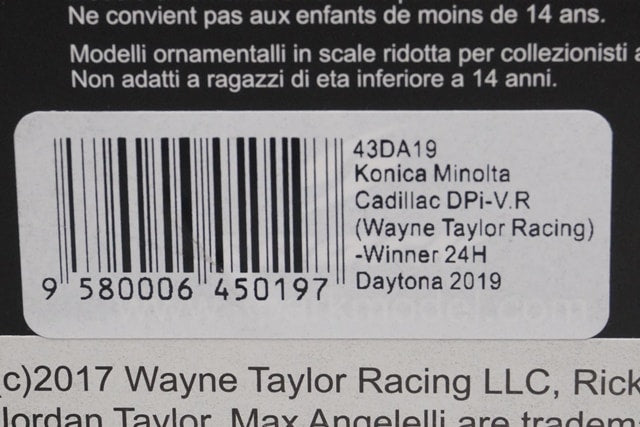 Ne convient pas aux enfants de moins de 14 ans.
Modelli ornamentalli in scale ridotta per collezionisti
Non adatti a ragazzi di eta inferiore a 14 anni.
43DA19
Konica Minolta
Cadillac DPi-V.R
(Wayne Taylor Racing)
-Winner 24H
Daytona 2019
9 580006 450197
(c)2017 Wayne Taylor Racing LLC, Rick
Jordan Taylor, Max Angelelli are tradem